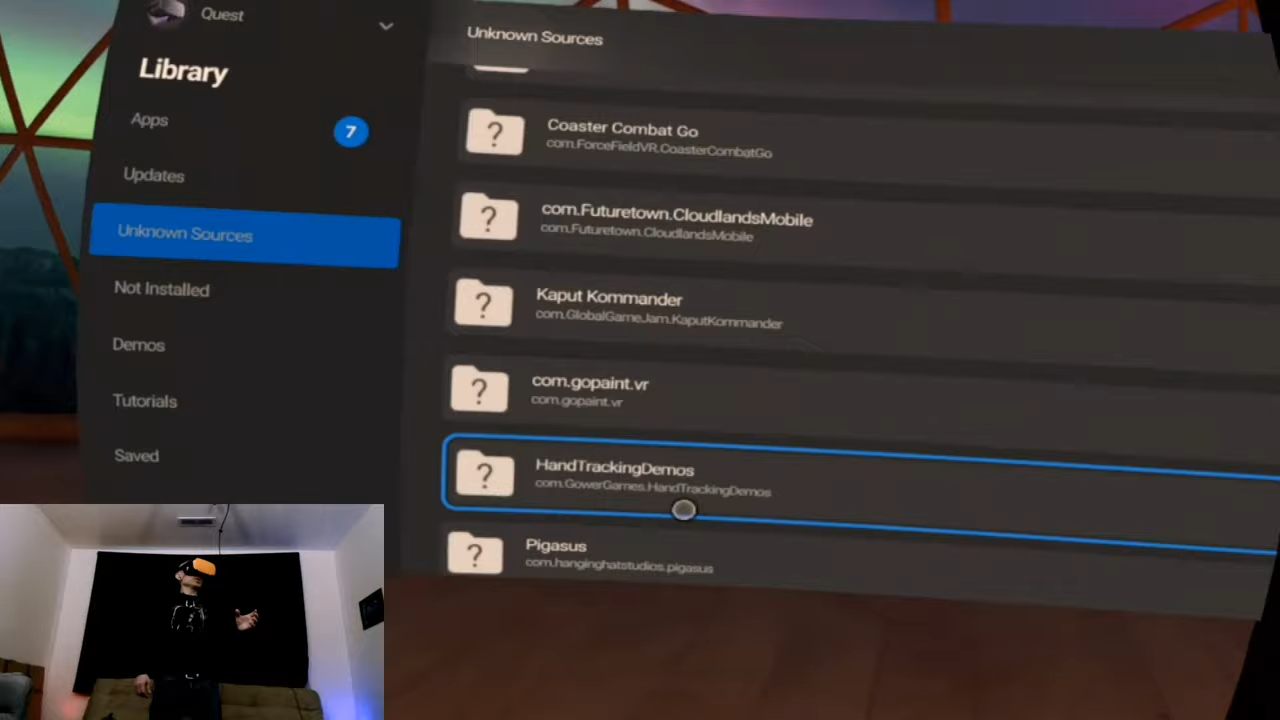 Quest
Library
Apps
7
Updates
Unknown Sources
Not Installed
Demos
Tutorials
Saved
Unknown Sources
Coaster Combat Go
com.ForceFieldVR.CoasterCombatGo
com.Futuretown.CloudlandsMobile
com.Futuretown.CloudlandsMobile
Kaput Kommander
com.GlobalGameJam.KaputKommander
com.gopaint.vr
com.gopaint.vr
HandTrackingDemos
com.GowerGames.HandTrackingDemos
Pigasus
com.hanginghatstudios.pigasus